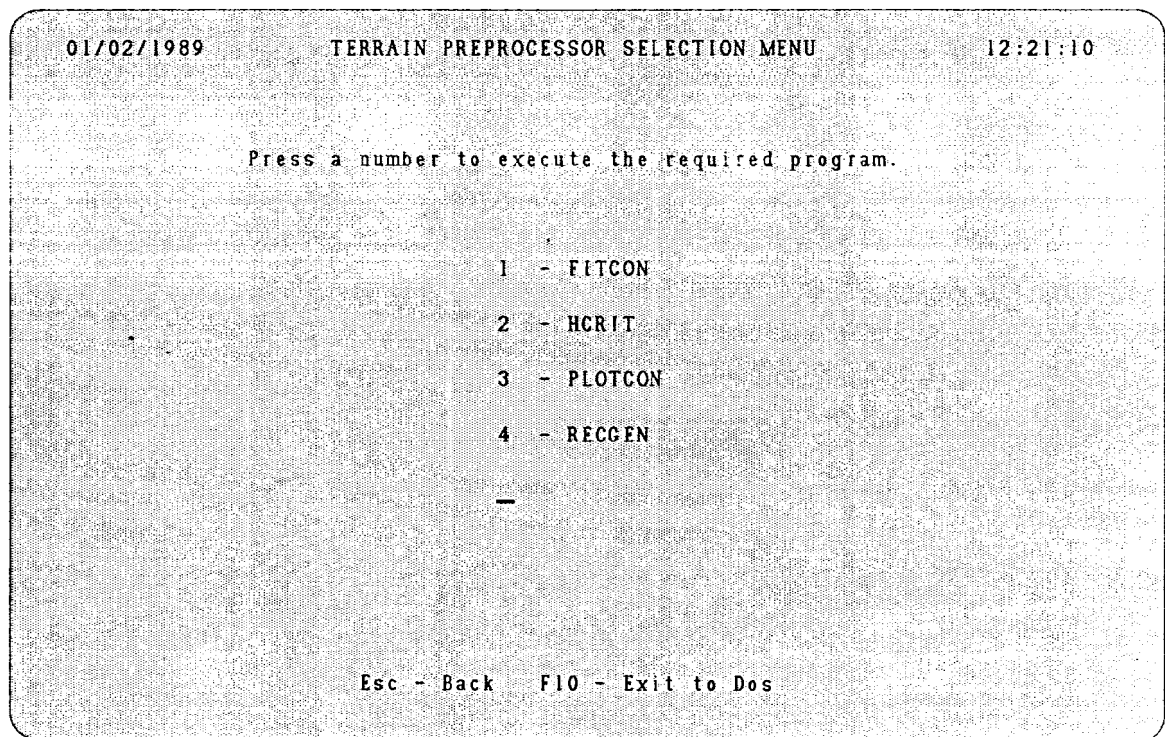 01/02/1989 TERRAIN PREPROCESSOR SELECTION MENU 12:21:10
Press a number to execute the required program.
1 - FITCON
2 - HCRIT
3 - PLOTCON
4 - RECGEN
Esc - Back F10 - Exit to Dos